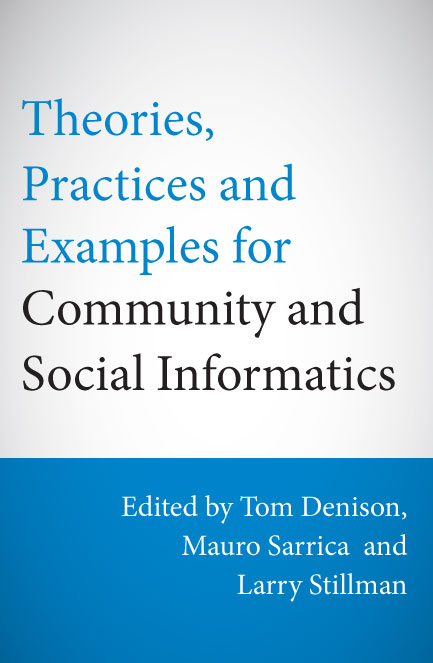 Theories,
Practices and
Examples for
Community and
Social Informatics
Edited by Tom Denison,
Mauro Sarrica and
Larry Stillman